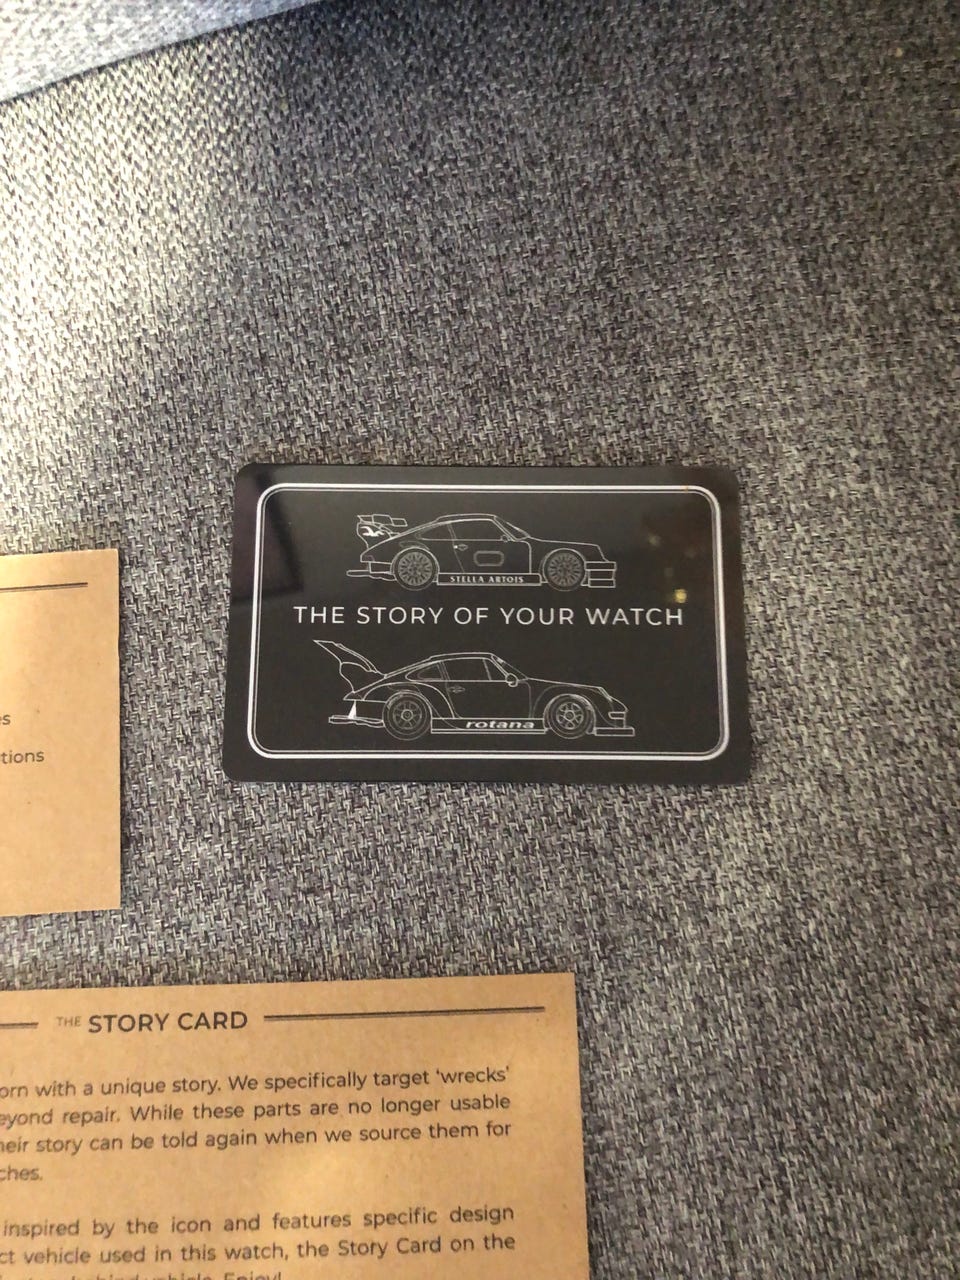 STELLA ARTOIS
THE STORY OF YOUR WATCH
rotana
es
tions
THE STORY CARD
orn with a unique story. We specifically target ‘wrecks’
eyond repair. While these parts are no longer usable
heir story can be told again when we source them for
ches.
inspired by the icon and features specific design
ct vehicle used in this watch, the Story Card on the
behind vehicle. Enjoy!